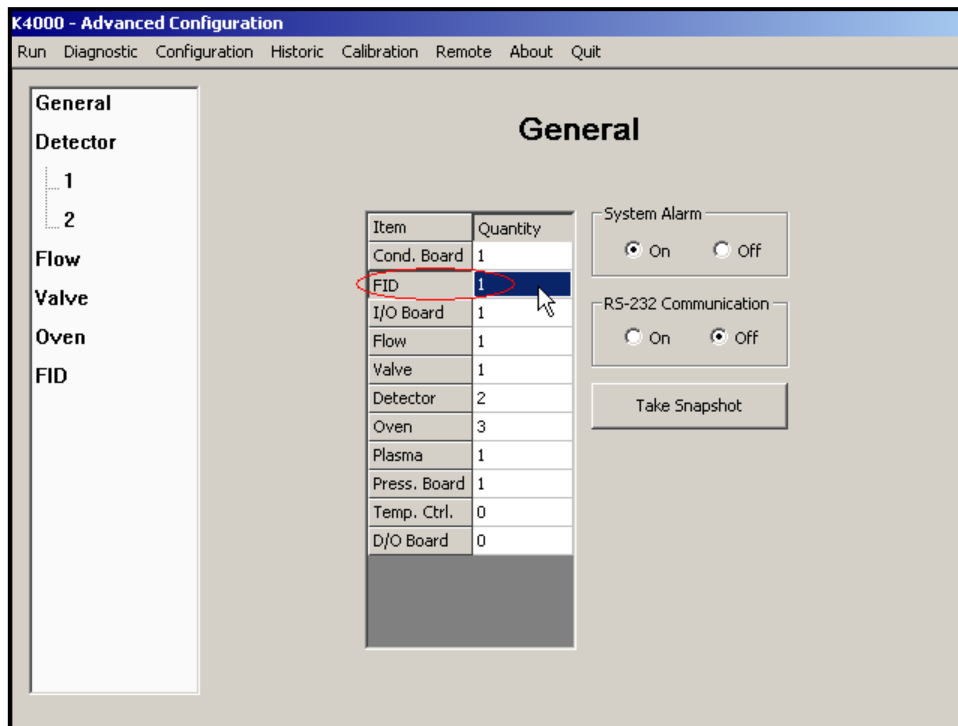 K4000 - Advanced Configuration
Run Diagnostic Configuration Historic Calibration Remote About Quit
General
Detector
1
2
Flow
Valve
Oven
FID
General
Item Quantity
Cond. Board 1
FID 1
I/O Board 1
Flow 1
Valve 1
Detector 2
Oven 3
Plasma 1
Press. Board 1
Temp. Ctrl. 0
D/O Board 0
System Alarm
On Off
RS-232 Communication
On Off
Take Snapshot